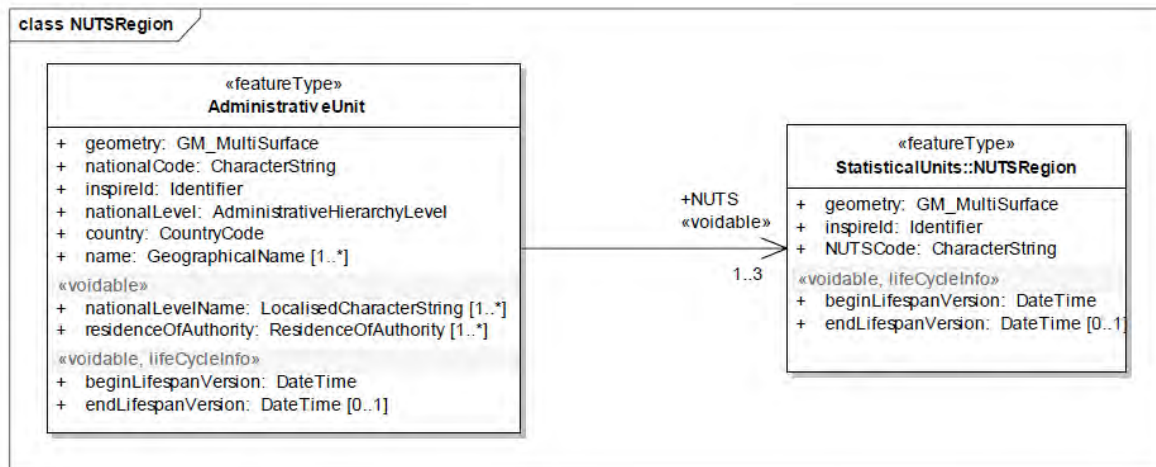 class NUTSRegion
«featureType»
AdministrativeUnit
+ geometry: GM_MultiSurface
+ nationalCode: CharacterString
+ inspireId: Identifier
+ nationalLevel: AdministrativeHierarchyLevel
+ country: CountryCode
+ name: GeographicalName [1..*]
«voidable»
+ nationalLevelName: LocalisedCharacterString [1..*]
+ residenceOfAuthority: ResidenceOfAuthority [1..*]
«voidable, lifeCycleInfo»
+ beginLifespanVersion: DateTime
+ endLifespanVersion: DateTime [0..1]
+NUTS
«voidable»
1..3
«featureType»
StatisticalUnits::NUTSRegion
+ geometry: GM_MultiSurface
+ inspireId: Identifier
+ NUTSCode: CharacterString
«voidable, lifeCycleInfo»
+ beginLifespanVersion: DateTime
+ endLifespanVersion: DateTime [0..1]